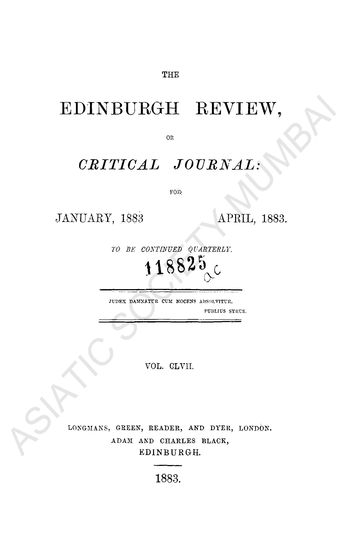 THE
EDINBURGH REVIEW,
OR
CRITICAL JOURNAL:
FOR
JANUARY, 1883 APRIL, 1883.
TO BE CONTINUED QUARTERLY.
118825
ac
JUDEX DAMNATUR CUM NOCENS ABSOLVITUR.
PUBLIUS SYRUS.
VOL. CLVII.
LONGMANS, GREEN, READER, AND DYER, LONDON.
ADAM AND CHARLES BLACK,
EDINBURGH.
1883.
ASIATIC SOCIETY MUMBAI